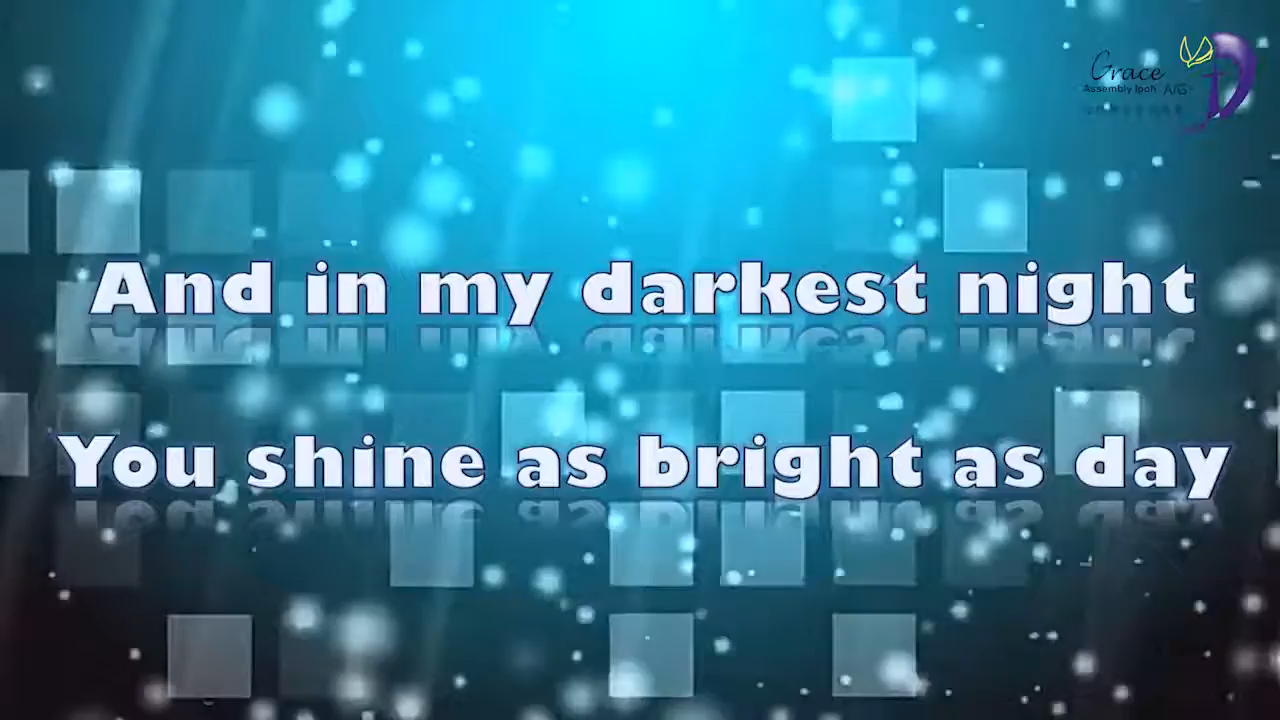 Grace
Assembly Ipoh A/G
And in my darkest night
You shine as bright as day